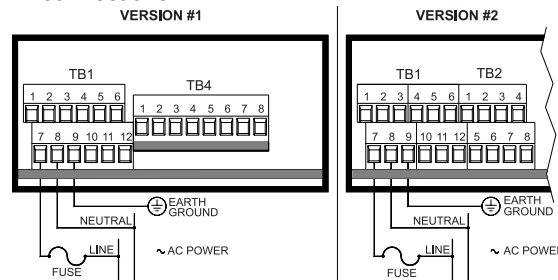 VERSION #1
TB1
1 2 3 4 5 6
7 8 9 10 11 12
TB4
1 2 3 4 5 6 7 8
EARTH
GROUND
NEUTRAL
LINE
FUSE
~ AC POWER
VERSION #2
TB1
TB2
1 2 3 4 5 6 1 2 3 4
7 8 9 10 11 12 5 6 7 8
EARTH
GROUND
NEUTRAL
LINE
FUSE
~ AC POWER